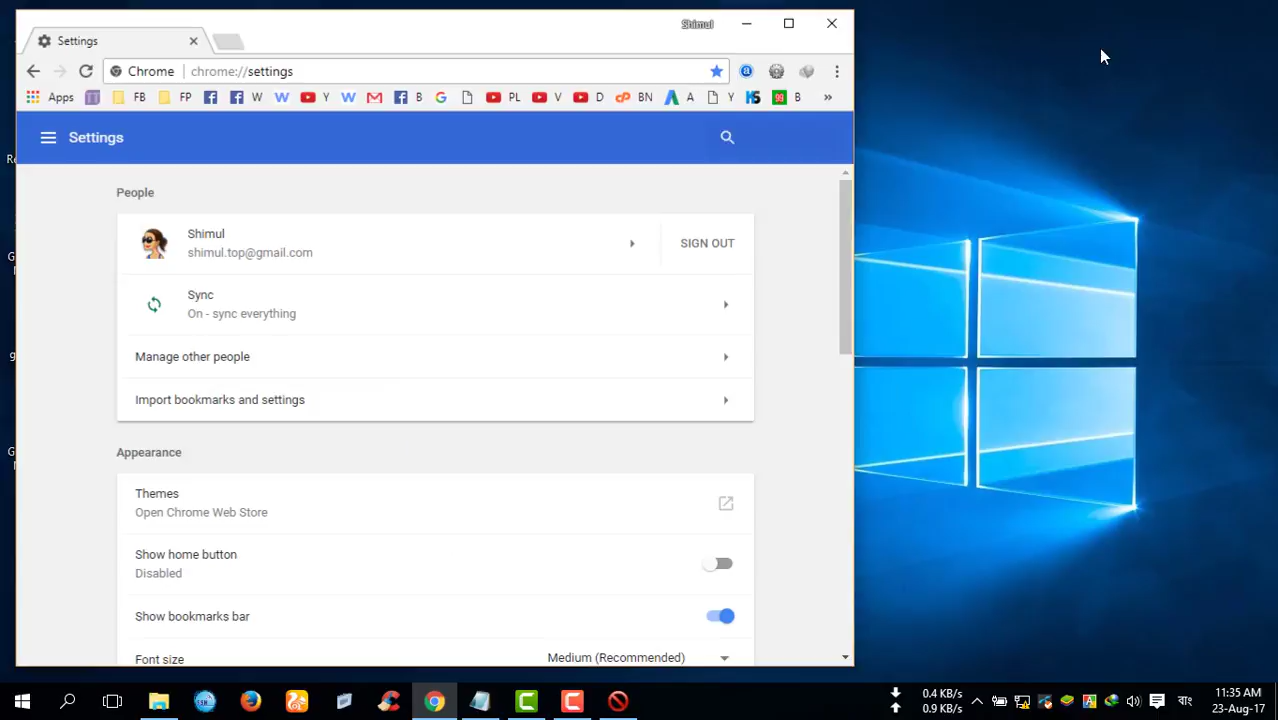 Shimul
Settings
Chrome chrome://settings
Apps FB FP W Y B PL V D BN A Y B »
Settings
People
Shimul
shimul.top@gmail.com
SIGN OUT
Sync
On - sync everything
Manage other people
Import bookmarks and settings
Appearance
Themes
Open Chrome Web Store
Show home button
Disabled
Show bookmarks bar
Font size
Medium (Recommended)
0.4 KB/s
0.9 KB/s
বাং
11:35 AM
23-Aug-17